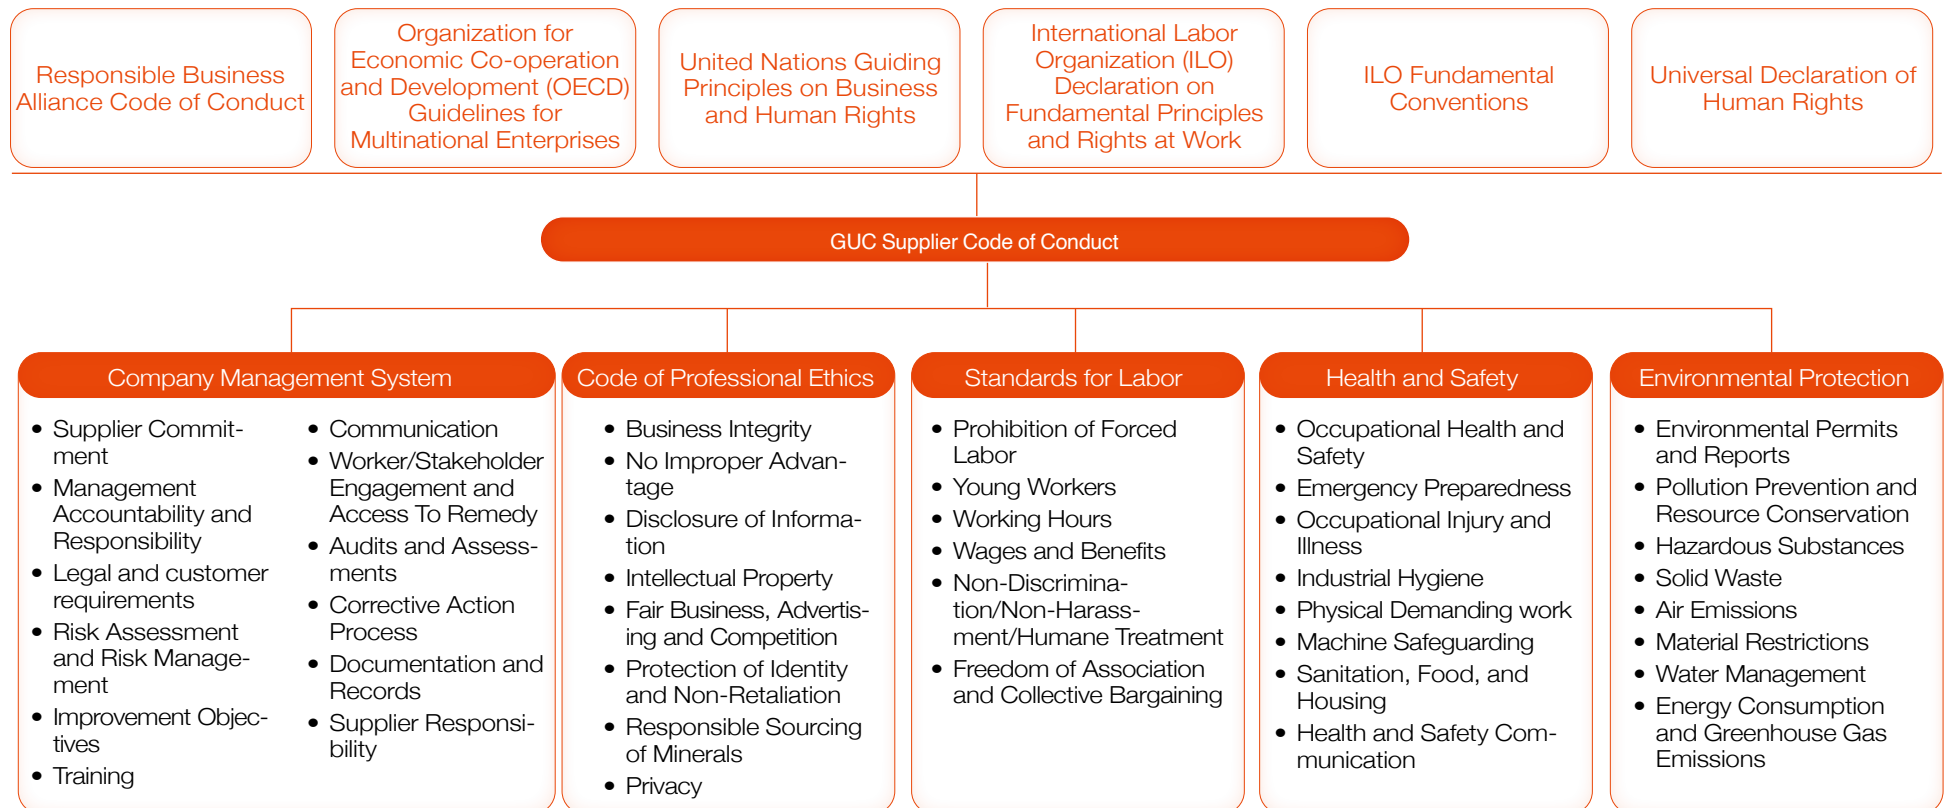 Responsible Business
Alliance Code of Conduct
Organization for
Economic Co-operation
and Development (OECD)
Guidelines for
Multinational Enterprises
United Nations Guiding
Principles on Business
and Human Rights
International Labor
Organization (ILO)
Declaration on
Fundamental Principles
and Rights at Work
ILO Fundamental
Conventions
Universal Declaration of
Human Rights
GUC Supplier Code of Conduct
Company Management System
• Supplier Commit-
ment
• Management
Accountability and
Responsibility
• Legal and customer
requirements
• Risk Assessment
and Risk Manage-
ment
• Improvement Objec-
tives
• Training
• Communication
• Worker/Stakeholder
Engagement and
Access To Remedy
• Audits and Assess-
ments
• Corrective Action
Process
• Documentation and
Records
• Supplier Responsi-
bility
Code of Professional Ethics
• Business Integrity
• No Improper Advan-
tage
• Disclosure of Informa-
tion
• Intellectual Property
• Fair Business, Advertis-
ing and Competition
• Protection of Identity
and Non-Retaliation
• Responsible Sourcing
of Minerals
• Privacy
Standards for Labor
• Prohibition of Forced
Labor
• Young Workers
• Working Hours
• Wages and Benefits
• Non-Discrimina-
tion/Non-Harass-
ment/Humane Treatment
• Freedom of Association
and Collective Bargaining
Health and Safety
• Occupational Health and
Safety
• Emergency Preparedness
• Occupational Injury and
Illness
• Industrial Hygiene
• Physical Demanding work
• Machine Safeguarding
• Sanitation, Food, and
Housing
• Health and Safety Com-
munication
Environmental Protection
• Environmental Permits
and Reports
• Pollution Prevention and
Resource Conservation
• Hazardous Substances
• Solid Waste
• Air Emissions
• Material Restrictions
• Water Management
• Energy Consumption
and Greenhouse Gas
Emissions